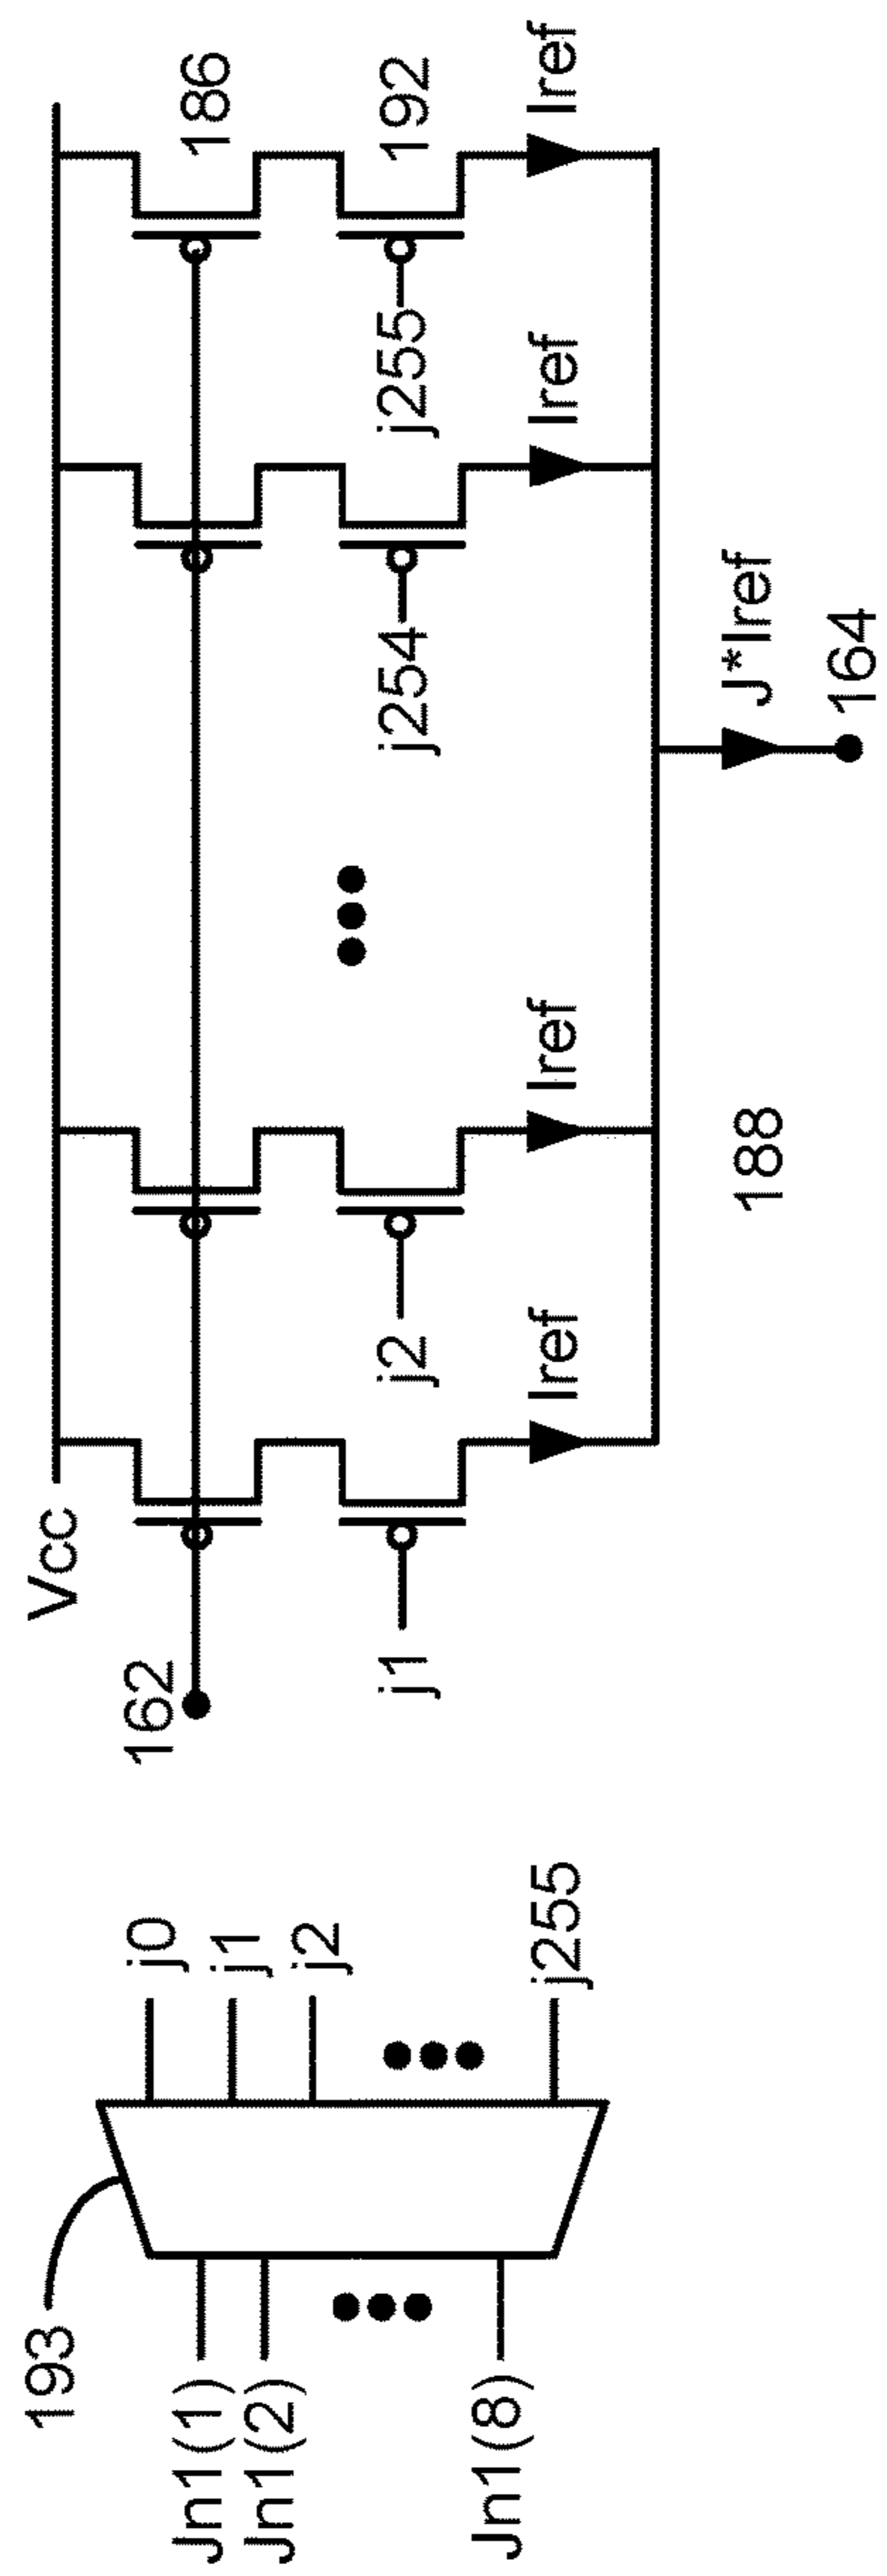 193
Jn1(1)
Jn1(2)
Jn1(8)
j0
j1
j2
j255
Vcc
162
186
192
j1
j2
j254
j255
Iref
Iref
Iref
Iref
188
J*Iref
164